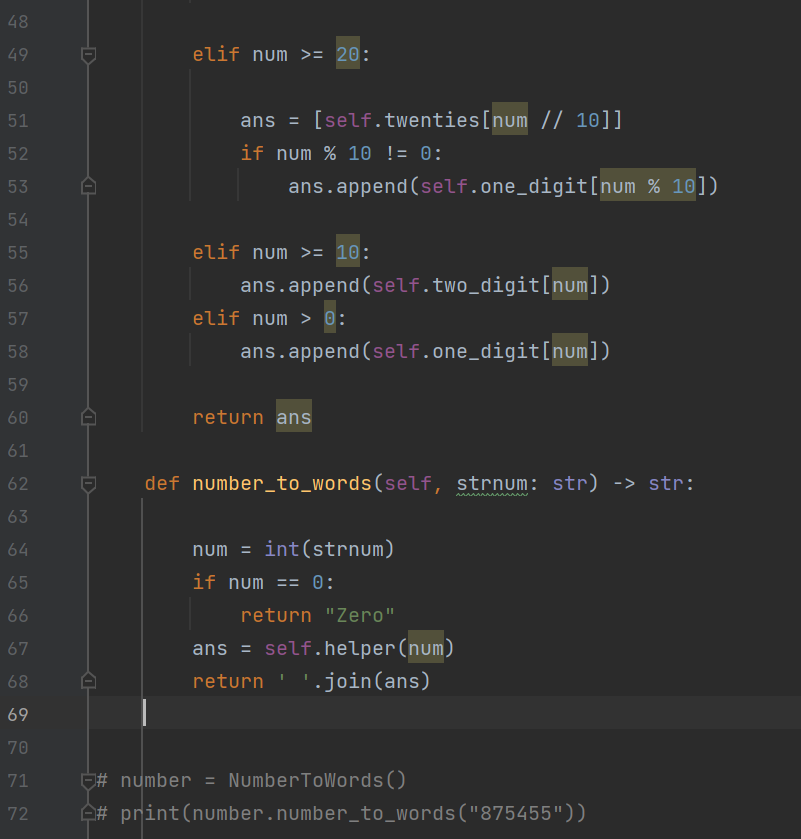 48
49 elif num >= 20:
50
51 ans = [self.twenties[num // 10]]
52 if num % 10 != 0:
53 ans.append(self.one_digit[num % 10])
54
55 elif num >= 10:
56 ans.append(self.two_digit[num])
57 elif num > 0:
58 ans.append(self.one_digit[num])
59
60 return ans
61
62 def number_to_words(self, strnum: str) -> str:
63
64 num = int(strnum)
65 if num == 0:
66 return "Zero"
67 ans = self.helper(num)
68 return ' '.join(ans)
69
70
71 # number = NumberToWords()
72 # print(number.number_to_words("875455"))